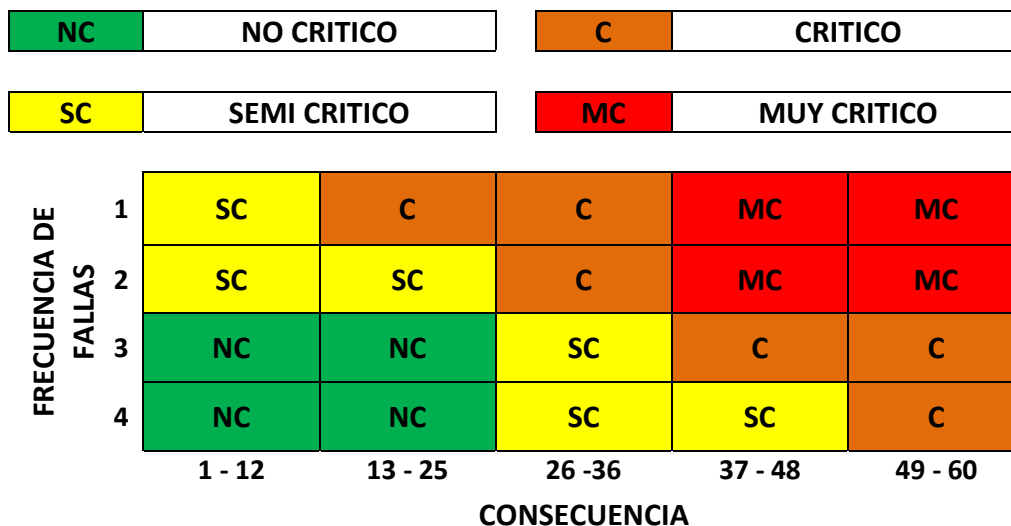 NC NO CRITICO C CRITICO
SC SEMI CRITICO MC MUY CRITICO
FRECUENCIA DE
FALLAS
1 SC C C MC MC
2 SC SC C MC MC
3 NC NC SC C C
4 NC NC SC SC C
1 - 12 13 - 25 26 -36 37 - 48 49 - 60
CONSECUENCIA